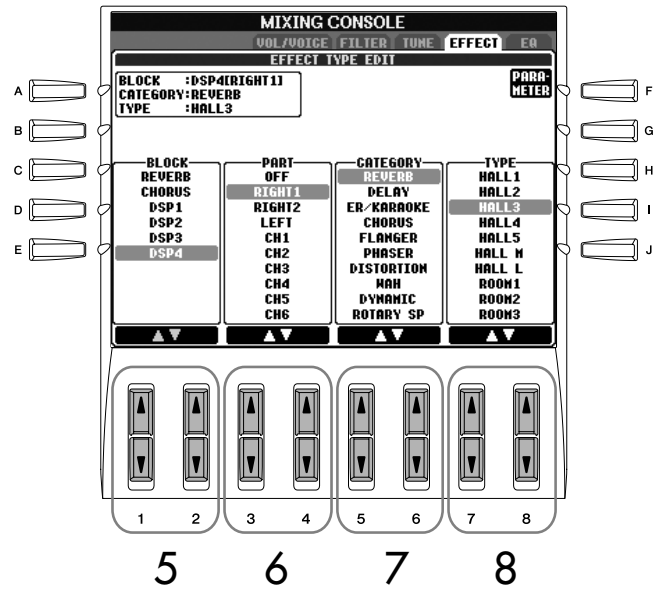 MIXING CONSOLE
VOL/VOICE FILTER TUNE EFFECT EQ
EFFECT TYPE EDIT
BLOCK :DSP4[RIGHT1]
CATEGORY:REVERB
TYPE :HALL3
PARA-
METER
A
B
C
D
E
F
G
H
I
J
BLOCK
REVERB
CHORUS
DSP1
DSP2
DSP3
DSP4
PART
OFF
RIGHT1
RIGHT2
LEFT
CH1
CH2
CH3
CH4
CH5
CH6
CATEGORY
REVERB
DELAY
ER/KARAOKE
CHORUS
FLANGER
PHASER
DISTORTION
WAH
DYNAMIC
ROTARY SP
TYPE
HALL1
HALL2
HALL3
HALL4
HALL5
HALL M
HALL L
ROOM1
ROOM2
ROOM3
1 2 3 4 5 6 7 8
5 6 7 8